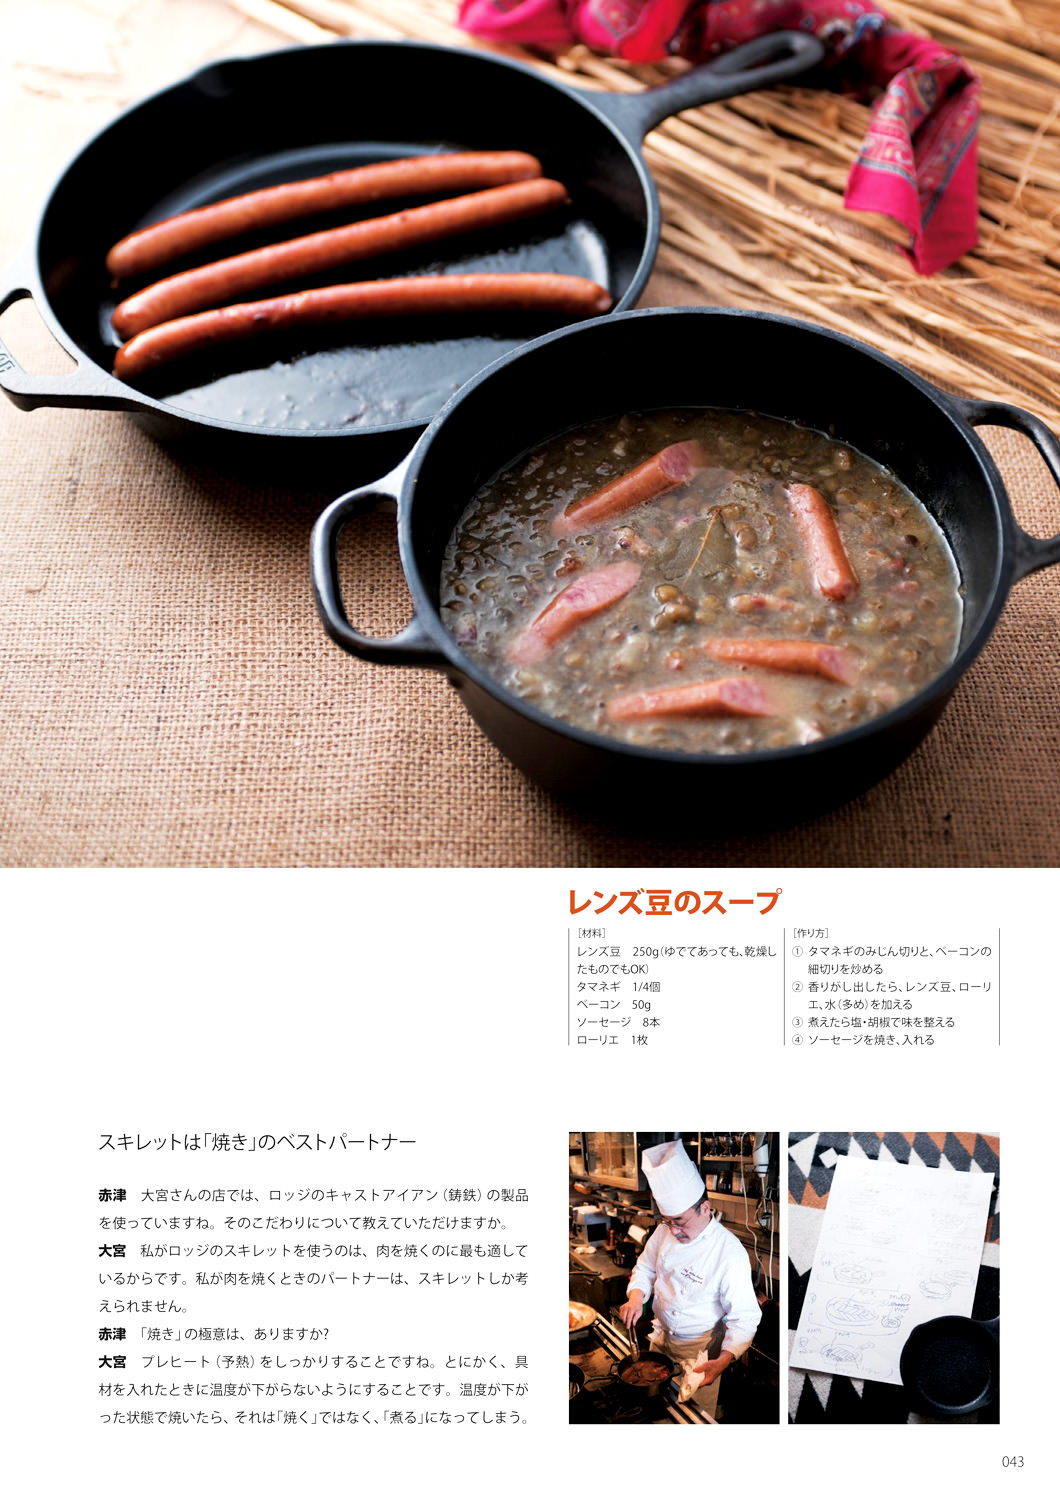 レンズ豆のスープ
［材料］
レンズ豆　250g（ゆでてあっても、乾燥し
たものでもOK）
タマネギ　1/4個
ベーコン　50g
ソーセージ　8本
ローリエ　1枚
［作り方］
① タマネギのみじん切りと、ベーコンの
細切りを炒める
② 香りがし出したら、レンズ豆、ローリ
エ、水（多め）を加える
③ 煮えたら塩・胡椒で味を整える
④ ソーセージを焼き、入れる
スキレットは「焼き」のベストパートナー
赤津　大宮さんの店では、ロッジのキャストアイアン（鋳鉄）の製品
を使っていますね。そのこだわりについて教えていただけますか。
大宮　私がロッジのスキレットを使うのは、肉を焼くのに最も適して
いるからです。私が肉を焼くときのパートナーは、スキレットしか考
えられません。
赤津　「焼き」の極意は、ありますか？
大宮　プレヒート（予熱）をしっかりすることですね。とにかく、具
材を入れたときに温度が下がらないようにすることです。温度が下が
った状態で焼いたら、それは「焼く」ではなく、「煮る」になってしまう。
043